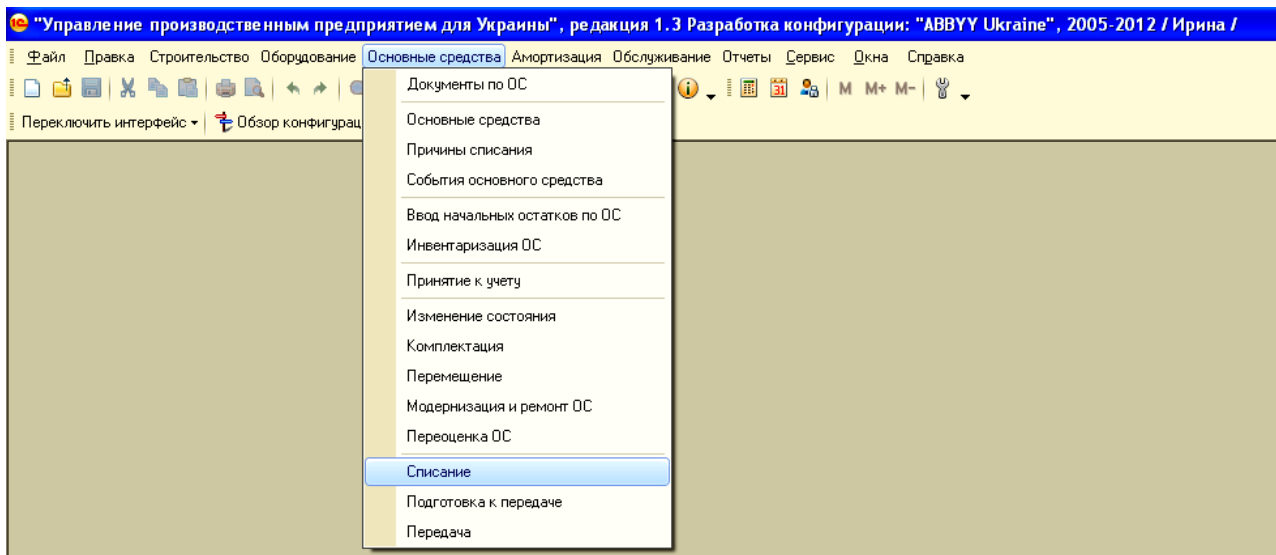 "Управление производственным предприятием для Украины", редакция 1.3 Разработка конфигурации: "ABBYY Ukraine", 2005-2012 / Ирина /
Файл Правка Строительство Оборудование Основные средства Амортизация Обслуживание Отчеты Сервис Окна Справка
31 M M+ M-
Переключить интерфейс Обзор конфигурац
Документы по ОС
Основные средства
Причины списания
События основного средства
Ввод начальных остатков по ОС
Инвентаризация ОС
Принятие к учету
Изменение состояния
Комплектация
Перемещение
Модернизация и ремонт ОС
Переоценка ОС
Списание
Подготовка к передаче
Передача